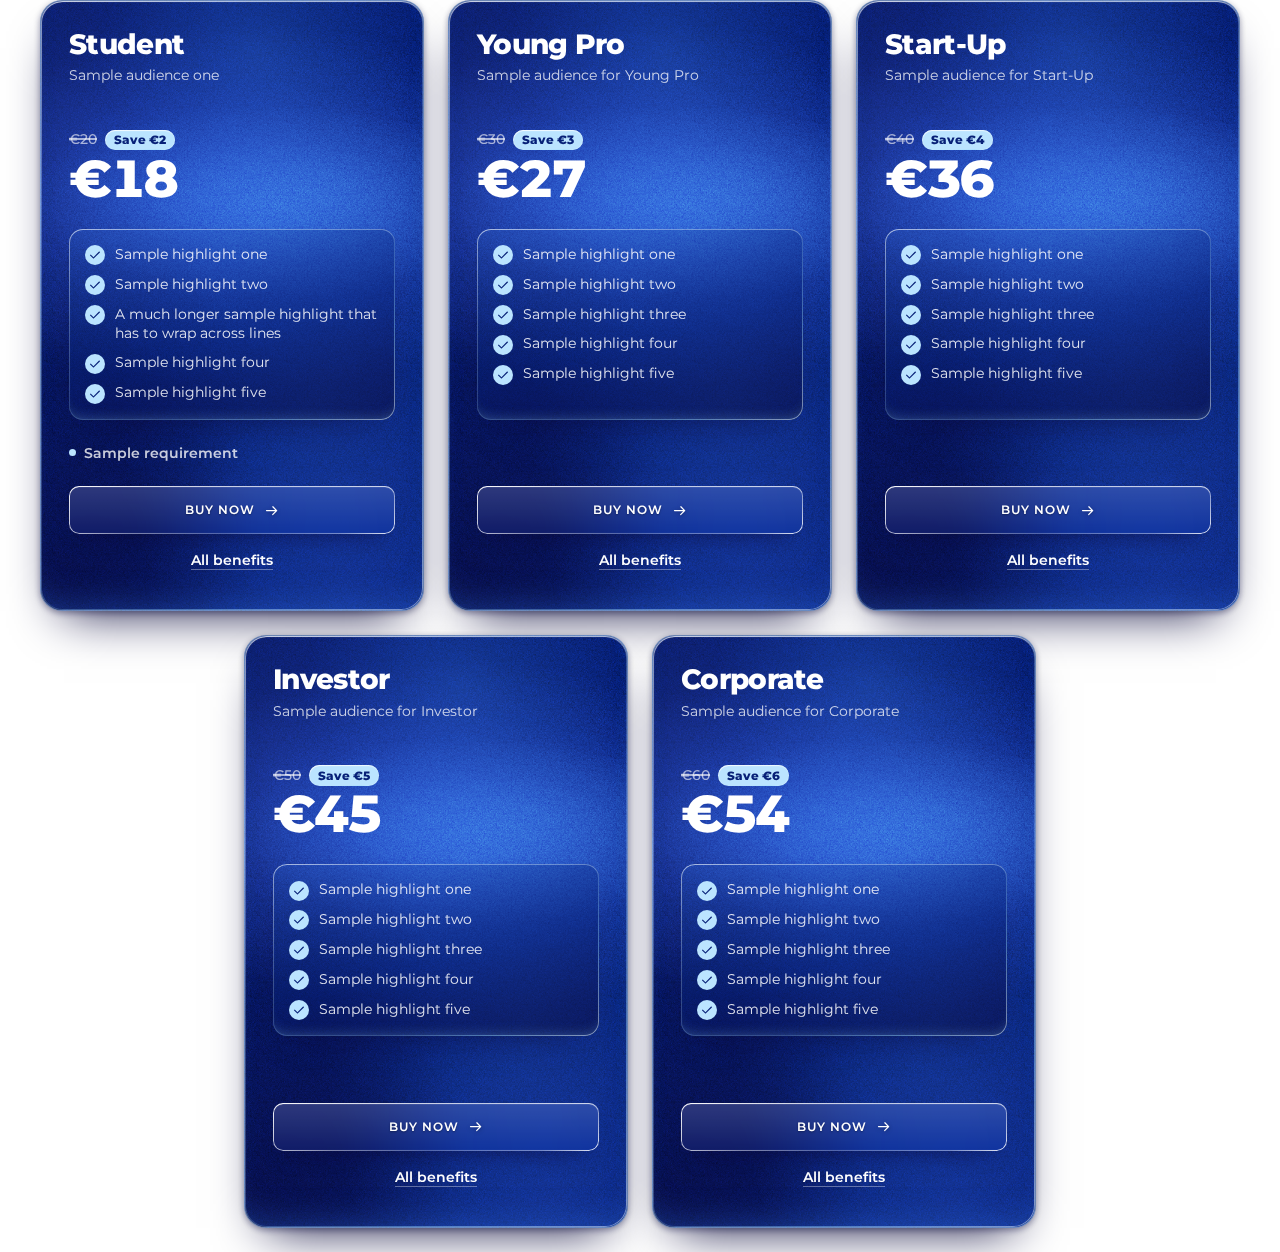 Student
Sample audience one
€20 Save €2
€18
Sample highlight one
Sample highlight two
A much longer sample highlight that
has to wrap across lines
Sample highlight four
Sample highlight five
Sample requirement
BUY NOW
All benefits
Young Pro
Sample audience for Young Pro
€30 Save €3
€27
Sample highlight one
Sample highlight two
Sample highlight three
Sample highlight four
Sample highlight five
BUY NOW
All benefits
Start-Up
Sample audience for Start-Up
€40 Save €4
€36
Sample highlight one
Sample highlight two
Sample highlight three
Sample highlight four
Sample highlight five
BUY NOW
All benefits
Investor
Sample audience for Investor
€50 Save €5
€45
Sample highlight one
Sample highlight two
Sample highlight three
Sample highlight four
Sample highlight five
BUY NOW
All benefits
Corporate
Sample audience for Corporate
€60 Save €6
€54
Sample highlight one
Sample highlight two
Sample highlight three
Sample highlight four
Sample highlight five
BUY NOW
All benefits